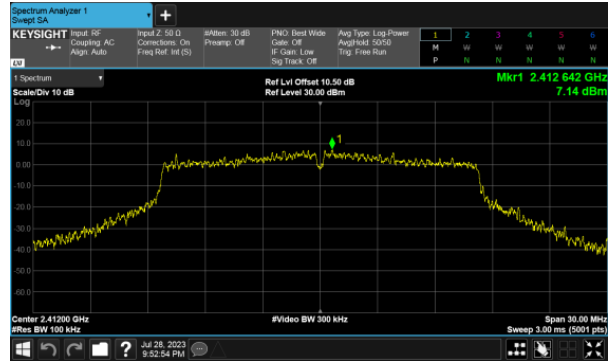 Spectrum Analyzer 1
Swept SA
+
KEYSIGHT
Input: RF
Coupling: AC
Align: Auto
Input Z: 50 Ω
Corrections: On
Freq Ref: Int (S)
#Atten: 30 dB
Preamp: Off
PNO: Best Wide
Gate: Off
IF Gain: Low
Sig Track: Off
Avg Type: Log-Power
Avg|Hold: 50/50
Trig: Free Run
1 2 3 4 5 6
M W W W W W
P N N N N N
LXI
1 Spectrum
Scale/Div 10 dB
Ref Lvl Offset 10.50 dB
Ref Level 30.00 dBm
Mkr1 2.412 642 GHz
7.14 dBm
Log
20.0
10.0
0.00
-10.0
-20.0
-30.0
-40.0
-50.0
-60.0
1
Center 2.41200 GHz
#Res BW 100 kHz
#Video BW 300 kHz
Span 30.00 MHz
Sweep 3.00 ms (5001 pts)
?
Jul 28, 2023
9:52:54 PM